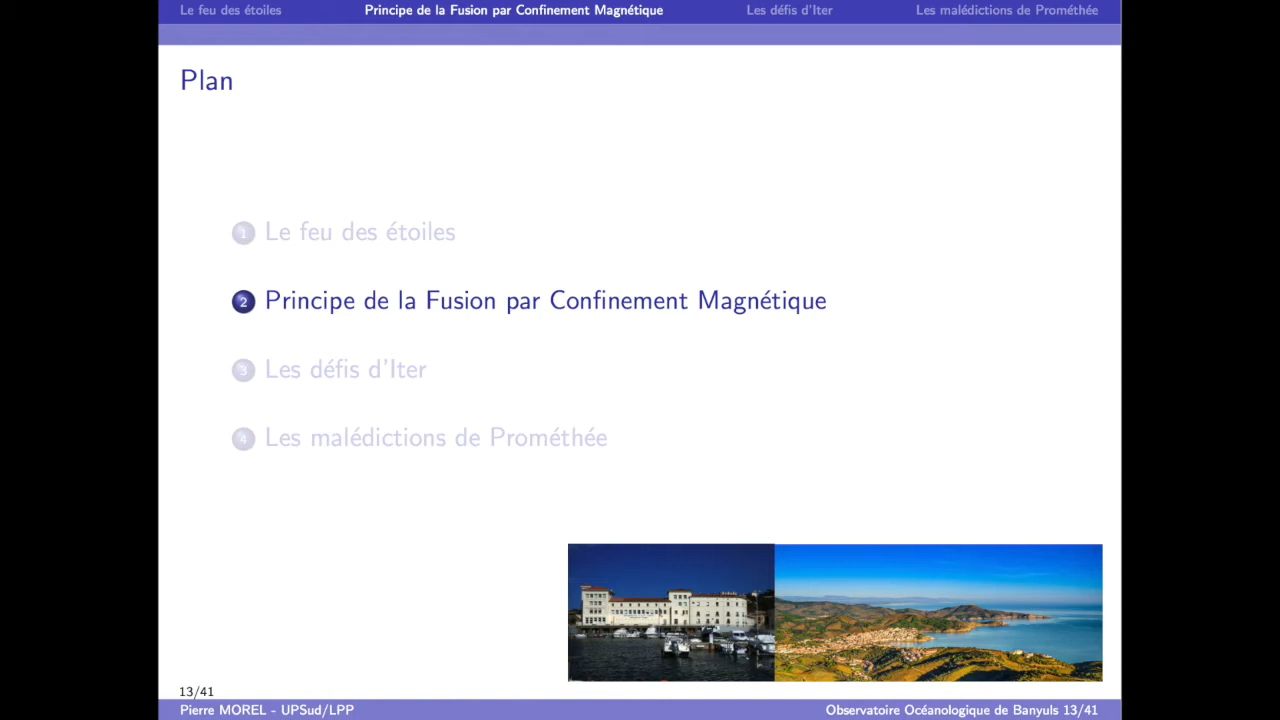 Le feu des étoiles
Principe de la Fusion par Confinement Magnétique
Les défis d'Iter
Les malédictions de Prométhée
Plan
1 Le feu des étoiles
2 Principe de la Fusion par Confinement Magnétique
3 Les défis d'Iter
4 Les malédictions de Prométhée
13/41
Pierre MOREL - UPSud/LPP
Observatoire Océanologique de Banyuls 13/41